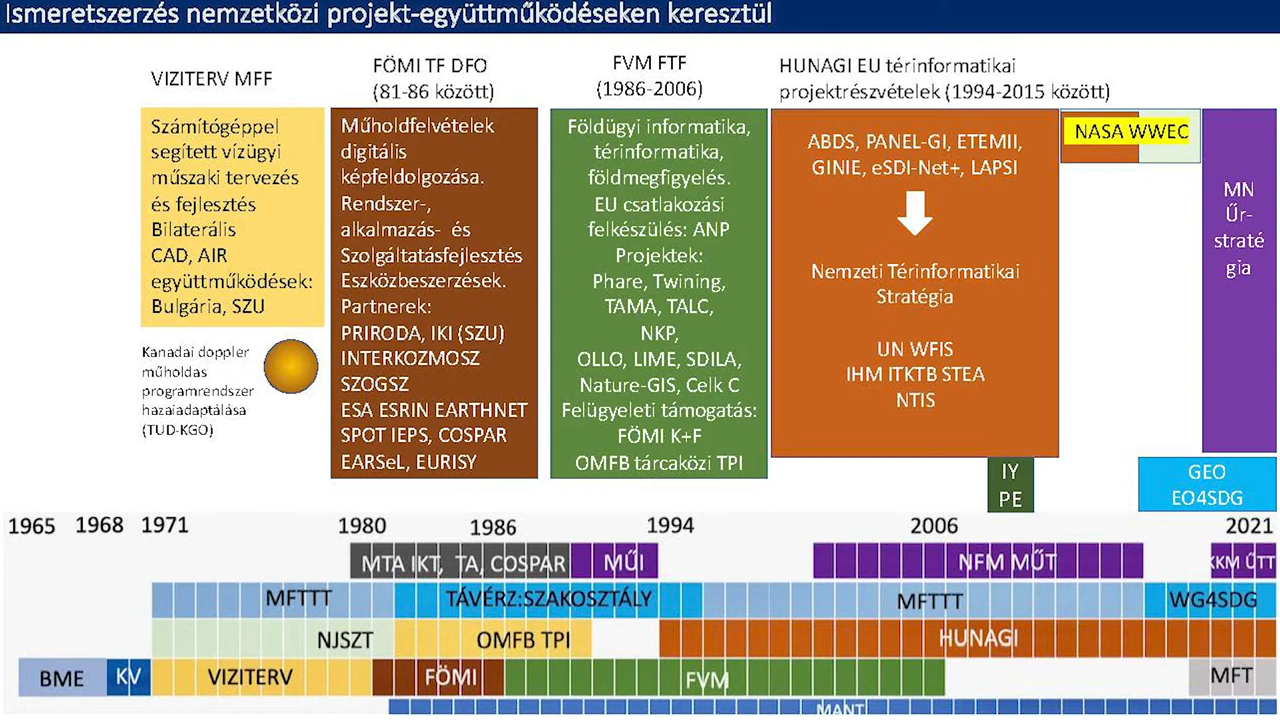 Ismeretszerzés nemzetközi projekt-együttműködéseken keresztül
VIZITERV MFF
Számítógéppel
segített vízügyi
műszaki tervezés
és fejlesztés
Bilaterális
CAD, AIR
együttműködések:
Bulgária, SZU
Kanadai doppler
műholdas
programrendszer
hazaiadaptálása
(TUD-KGO)
FÖMI TF DFO
(81-86 között)
Műholdfelvételek
digitális
képfeldolgozása.
Rendszer-,
alkalmazás- és
Szolgáltatásfejlesztés
Eszközbeszerzések.
Partnerek:
PRIRODA, IKI (SZU)
INTERKOZMOSZ
SZOGSZ
ESA ESRIN EARTHNET
SPOT IEPS, COSPAR
EARSeL, EURISY
FVM FTF
(1986-2006)
Földügyi informatika,
térinformatika,
földmegfigyelés.
EU csatlakozási
felkészülés: ANP
Projektek:
Phare, Twining,
TAMA, TALC,
NKP,
OLLO, LIME, SDILA,
Nature-GIS, Celk C
Felügyeleti támogatás:
FÖMI K+F
OMFB tárcaközi TPI
HUNAGI EU térinformatikai
projektrészvételek (1994-2015 között)
ABDS, PANEL-GI, ETEMII,
GINIE, eSDI-Net+, LAPSI
Nemzeti Térinformatikai
Stratégia
UN WFIS
IHM ITKTB STEA
NTIS
NASA WWEC
MN
Űr-
straté
gia
IY
PE
GEO
EO4SDG
1965 1968 1971 1980 1986 1994 2006 2021
MTA IKT, TA, COSPAR MŰI NFM MŰT KKM ŰTT
MFTTT TÁVÉRZ:SZAKOSZTÁLY MFTTT WG4SDG
NJSZT OMFB TPI HUNAGI
BME KV VIZITERV FÖMI FVM MFT
MANT